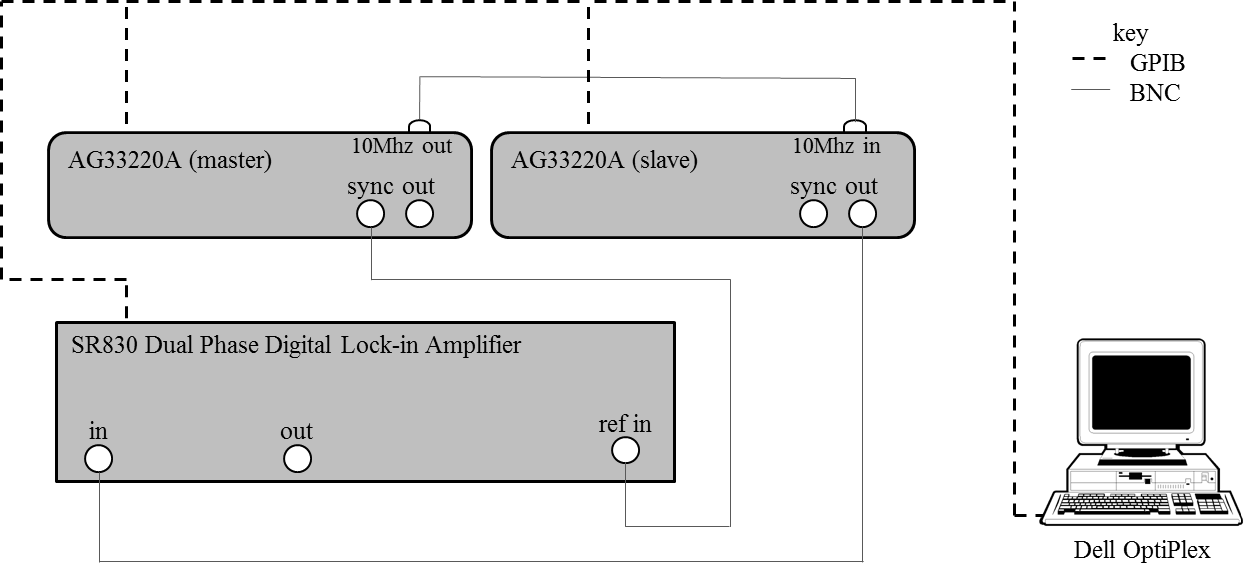 key
GPIB
BNC
AG33220A (master)
10Mhz out
sync out
AG33220A (slave)
10Mhz in
sync out
SR830 Dual Phase Digital Lock-in Amplifier
in
out
ref in
Dell OptiPlex